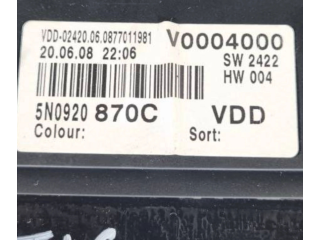 VDD-02420.06.0877011981 V0004000
20.06.08 22:06 SW 2422
HW 004
5N0920 870C VDD
Colour: Sort: